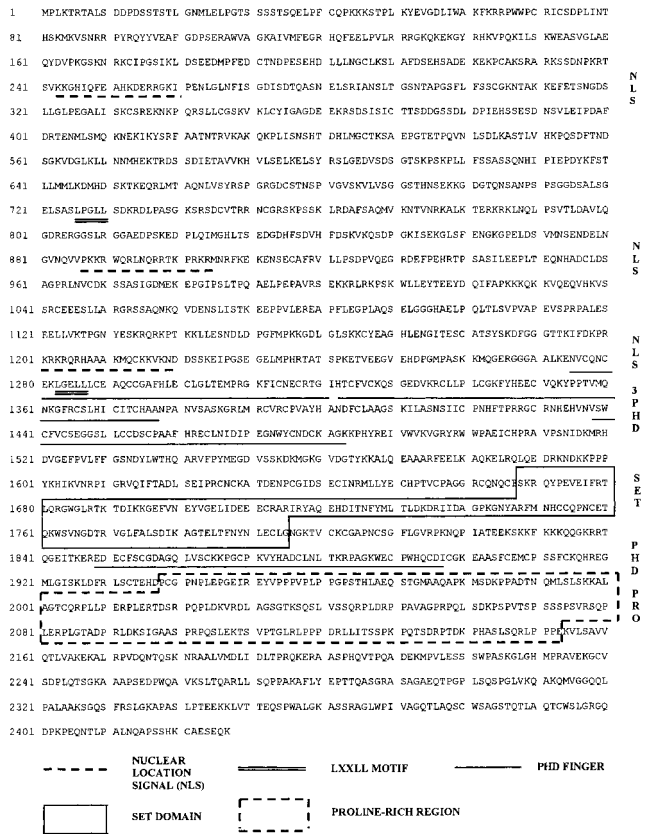 1 MPLKTRTALS DDPDSSTSTL GNMLELPGTS SSSTSQELPF CQPKKKSTPL KYEVGDLIWA KFKRRPWWPC RICSDPLINT
81 HSKMKVSNRR PYRQYYVEAF GDPSERAWVA GKAIVMFEGR HQFEELPVLR RRGKQKEKGY RHKVPQKILS KWEASVGLAE
161 QYDVPKGSKN RKCIPGSIKL DSEEDMPFED CTNDPESEHD LLLNGCLKSL AFDSEHSADE KEKPCAKSRA RKSSDNPKRT
241 SVKKGHIQFE AHKDERRGKI PENLGLNFIS GDISDTQASN ELSRIANSLT GSNTAPGSFL FSSCGKNTAK KEFETSNGDS
321 LLGLPEGALI SKCSREKNKP QRSLLCGSKV KLCYIGAGDE EKRSDSISIC TTSDDGSSDL DPIEHSSESD NSVLEIPDAF
401 DRTENMLSMQ KNEKIKYSRF AATNTRVKAK QKPLISNSHT DHLMGCTKSA EPGTETPQVN LSDLKASTLV HKPQSDFTND
561 SGKVDGLKLL NNMHEKTRDS SDIETAVVKH VLSELKELSY RSLGEDVSDS GTSKPSKPLL FSSASSQNHI PIEPDYKFST
641 LLMMLKDMHD SKTKEQRLMT AQNLVSYRSP GRGDCSTNSP VGVSKVLVSG GSTHNSEKKG DGTQNSANPS PSGGDSALSG
721 ELSASLPGLL SDKRDLPASG KSRSDCVTRR NCGRSKPSSK LRDAFSAQMV KNTVNRKALK TERKRKLNQL PSVTLDAVLQ
801 GDRERGGSLR GGAEDPSKED PLQIMGHLTS EDGDHFSDVH FDSKVKQSDP GKISEKGLSF ENGKGPELDS VMNSENDELN
881 GVNQVVPKKR WQRLNQRRTK PRKRMNRFKE KENSECAFRV LLPSDPVQEG RDEFPEHRTP SASILEEPLT EQNHADCLDS
961 AGPRLNVCDK SSASIGDMEK EPGIPSLTPQ AELPEPAVRS EKKRLRKPSK WLLEYTEEYD QIFAPKKKQK KVQEQVHKVS
1041 SRCEEESLLA RGRSSAQNKQ VDENSLISTK EEPPVLEREA PFLEGPLAQS ELGGGHAELP QLTLSVPVAP EVSPRPALES
1121 EELLVKTPGN YESKRQRKPT KKLLESNDLD PGFMPKKGDL GLSKKCYEAG HLENGITESC ATSYSKDFGG GTTKIFDKPR
1201 KRKRQRHAAA KMQCKKVKND DSSKEIPGSE GELMPHRTAT SPKETVEEGV EHDPGMPASK KMQGERGGGA ALKENVCQNC
1280 EKLGELLLCE AQCCGAFHLE CLGLTEMPRG KFICNECRTG IHTCFVCKQS GEDVKRCLLP LCGKFYHEEC VQKYPPTVMQ
1361 NKGFRCSLHI CITCHAANPA NVSASKGRLM RCVRCPVAYH ANDFCLAAGS KILASNSIIC PNHFTPRRGC RNHEHVNVSW
1441 CFVCSEGGSL LCCDSCPAAF HRECLNIDIP EGNWYCNDCK AGKKPHYREI VWVKVGRYRW WPAEICHPRA VPSNIDKMRH
1521 DVGEFPVLFF GSNDYLWTHQ ARVFPYMEGD VSSKDKMGKG VDGTYKKALQ EAAARFEELK AQKELRQLQE DRKNDKKPPP
1601 YKHIKVNRPI GRVQIFTADL SEIPRCNCKA TDENPCGIDS ECINRMLLYE CHPTVCPAGG RCQNQCFSKR QYPEVEIFRT
1680 LQRGWGLRTK TDIKKGEFVN EYVGELIDEE ECRARIRYAQ EHDITNFYML TLDKDRIIDA GPKGNYARFM NHCCQPNCET
1761 QKWSVNGDTR VGLFALSDIK AGTELTFNYN LECLGNGKTV CKCGAPNCSG FLGVRPKNQP IATEEKSKKF KKKQQGKRRT
1841 QGEITKERED ECFSCGDAGQ LVSCKKPGCP KVYHADCLNL TKRPAGKWEC PWHQCDICGK EAASFCEMCP SSFCKQHREG
1921 MLGISKLDFR LSCTEHDPCG PNPLEPGEIR EYVPPPVPLP PGPSTHLAEQ STGMAAQAPK MSDKPPADTN QMLSLSKKAL
2001 AGTCQRPLLP ERPLERTDSR PQPLDKVRDL AGSGTKSQSL VSSQRPLDRP PAVAGPRPQL SDKPSPVTSP SSSPSVRSQP
2081 LERPLGTADP RLDKSIGAAS PRPQSLEKTS VPTGLRLPPP DRLLITSSPK PQTSDRPTDK PHASLSQRLP PPEKVLSAVV
2161 QTLVAKEKAL RPVDQNTQSK NRAALVMDLI DLTPRQKERA ASPHQVTPQA DEKMPVLESS SWPASKGLGH MPRAVEKGCV
2241 SDPLQTSGKA AAPSEDPWQA VKSLTQARLL SQPPAKAFLY EPTTQASGRA SAGAEQTPGP LSQSPGLVKQ AKQMVGGQQL
2321 PALAAKSGQS FRSLGKAPAS LPTEEKKLVT TEQSPWALGK ASSRAGLWPI VAGQTLAQSC WSAGSTQTLA QTCWSLGRGQ
2401 DPKPEQNTLP ALNQAPSSHK CAESEQK
NLS
NLS
NLS 3PHD
SET
PHD
PRO
NUCLEAR LOCATION SIGNAL (NLS)
LXXLL MOTIF
PHD FINGER
SET DOMAIN
PROLINE-RICH REGION